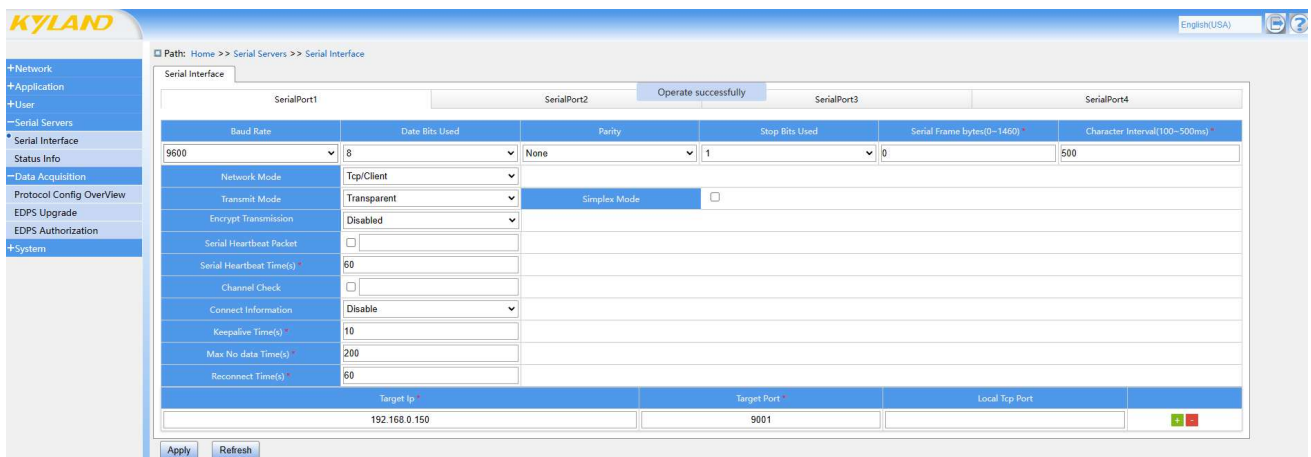 KYLAND
English(USA)
Path: Home >> Serial Servers >> Serial Interface
+Network
+Application
+User
−Serial Servers
Serial Interface
Status Info
−Data Acquisition
Protocol Config OverView
EDPS Upgrade
EDPS Authorization
+System
Serial Interface
Operate successfully
SerialPort1 SerialPort2 SerialPort3 SerialPort4
Baud Rate Date Bits Used Parity Stop Bits Used Serial Frame bytes(0~1460) * Character Interval(100~500ms) *
9600 8 None 1 0 500
Network Mode Tcp/Client
Transmit Mode Transparent Simplex Mode
Encrypt Transmission Disabled
Serial Heartbeat Packet
Serial Heartbeat Time(s) * 60
Channel Check
Connect Information Disable
Keepalive Time(s) * 10
Max No data Time(s) * 200
Reconnect Time(s) * 60
Target Ip * Target Port * Local Tcp Port
192.168.0.150 9001 + -
Apply Refresh